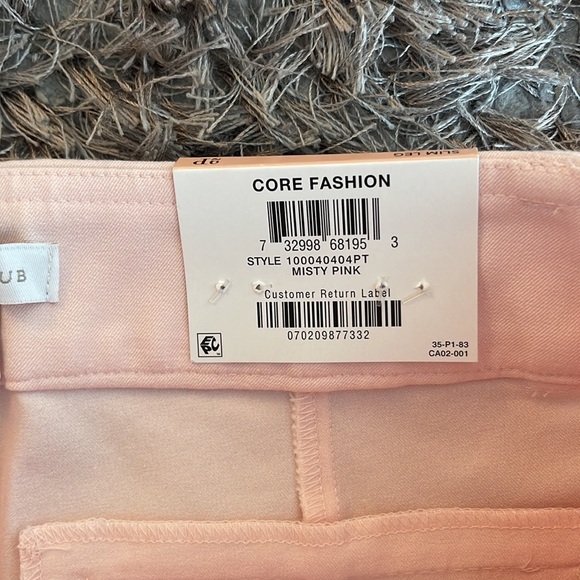 SLIM LEG
CORE FASHION
7 32998 68195 3
STYLE 100040404PT
MISTY PINK
UB
Customer Return Label
070209877332
EPC
35-P1-83
CA02-001